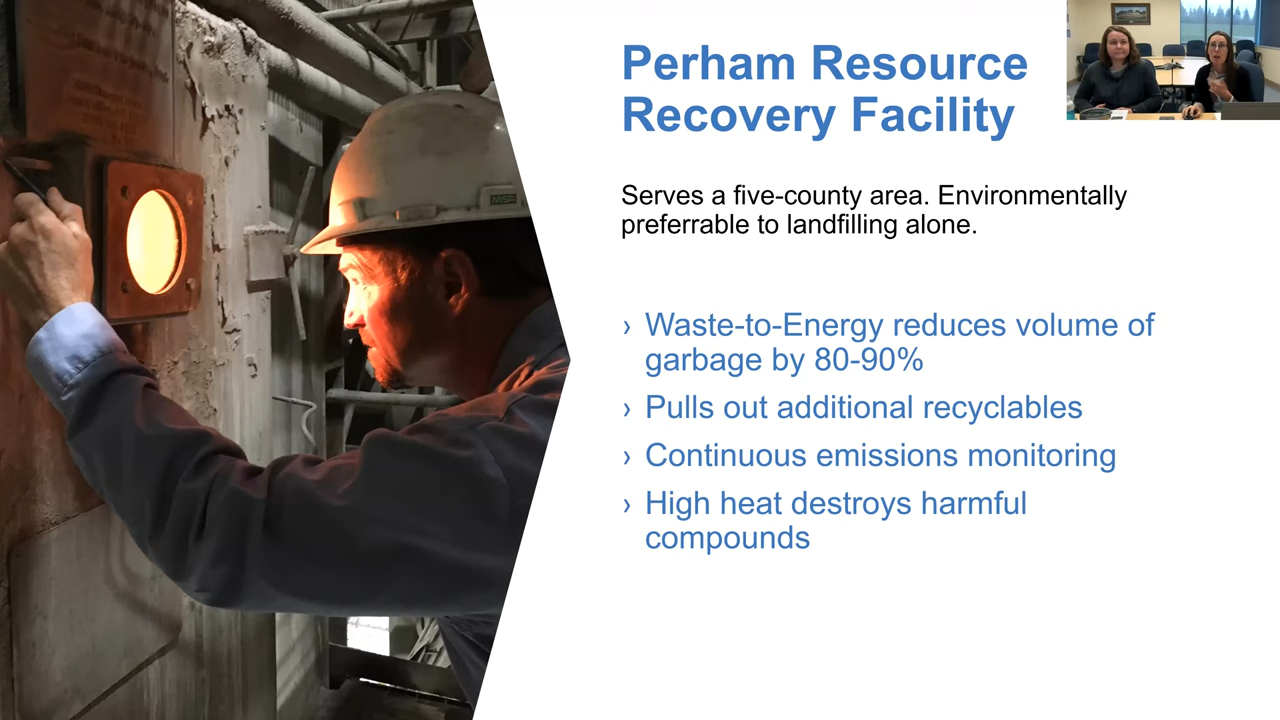 Perham Resource
Recovery Facility
Serves a five-county area. Environmentally
preferrable to landfilling alone.
› Waste-to-Energy reduces volume of
garbage by 80-90%
› Pulls out additional recyclables
› Continuous emissions monitoring
› High heat destroys harmful
compounds
MSA